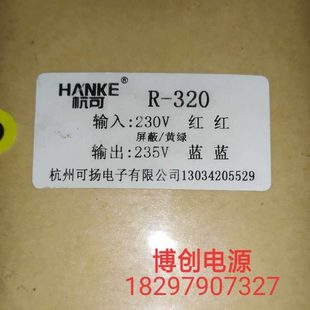 HANKE®
杭可
R-320
输入:230V 红 红
屏蔽/黄绿
输出:235V 蓝 蓝
杭州可扬电子有限公司13034205529
博创电源
18297907327